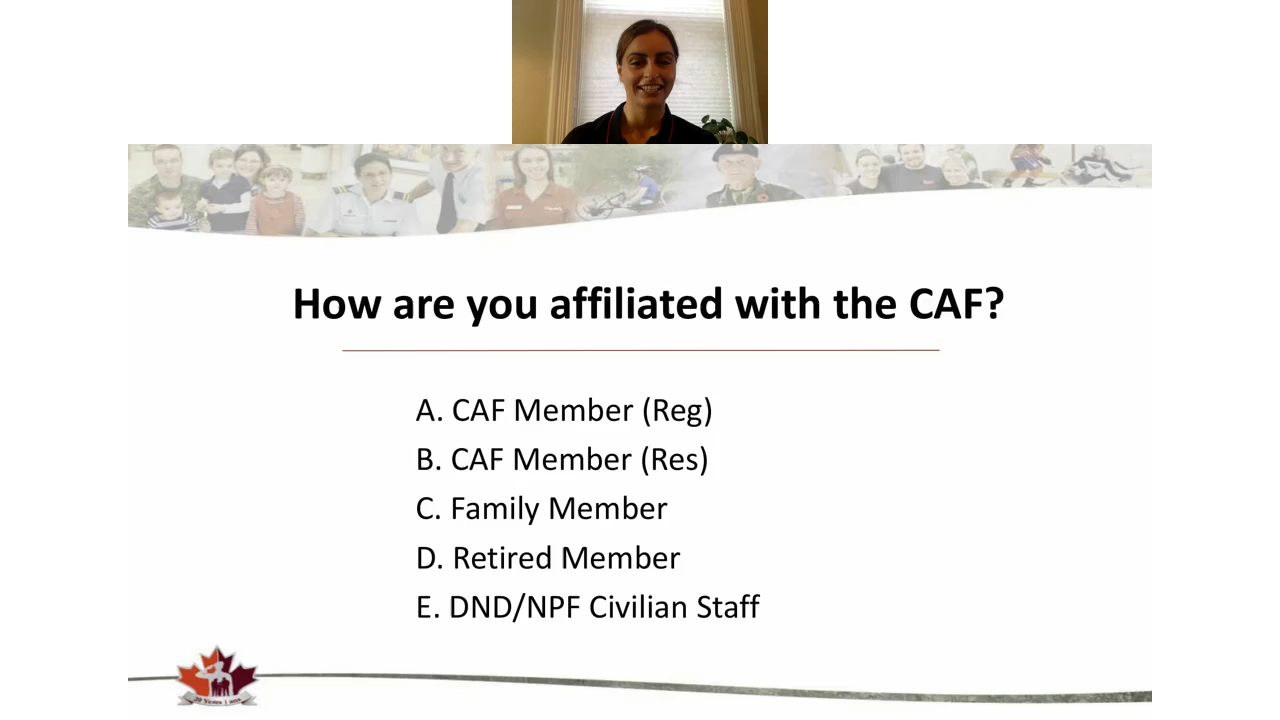 How are you affiliated with the CAF?
A. CAF Member (Reg)
B. CAF Member (Res)
C. Family Member
D. Retired Member
E. DND/NPF Civilian Staff